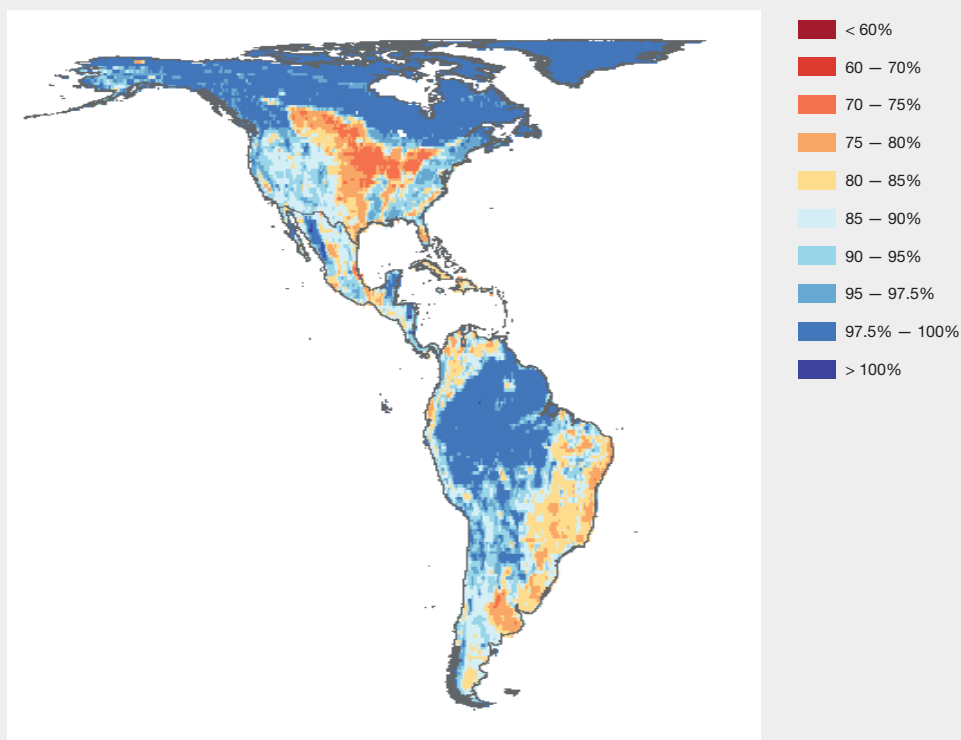 < 60%
60 — 70%
70 — 75%
75 — 80%
80 — 85%
85 — 90%
90 — 95%
95 — 97.5%
97.5% — 100%
> 100%